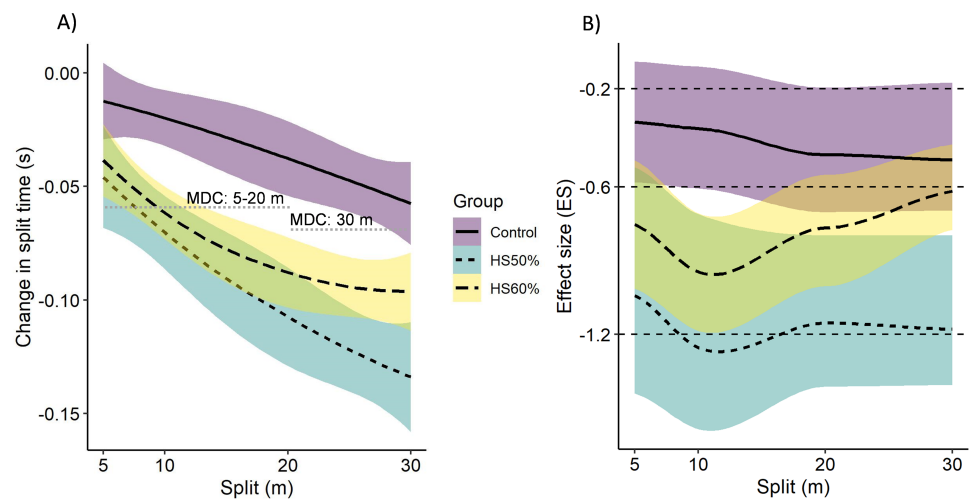 A)
Change in split time (s)
0.00
-0.05
-0.10
-0.15
MDC: 5-20 m
MDC: 30 m
5 10 20 30
Split (m)
Group
Control
HS50%
HS60%
B)
Effect size (ES)
-0.2
-0.6
-1.2
5 10 20 30
Split (m)